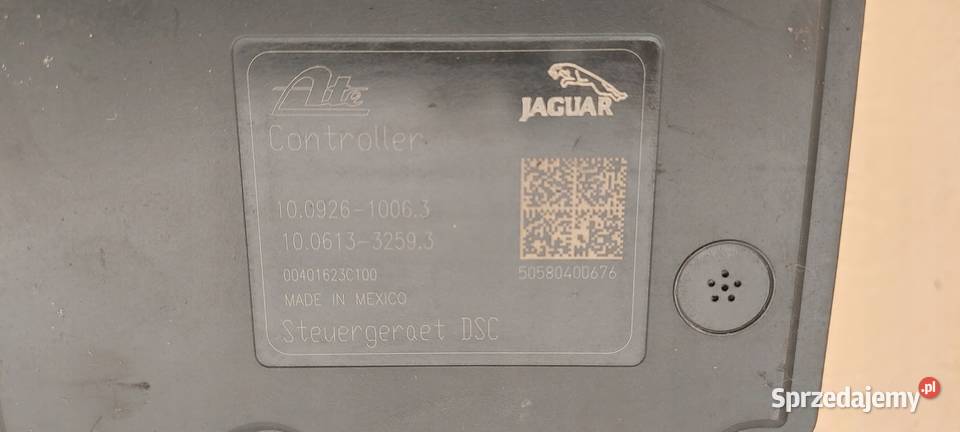 Ate
JAGUAR
Controller
10.0926-1006.3
10.0613-3259.3
00401623C100
50580400676
MADE IN MEXICO
Steuergeraet DSC
Sprzedajemy.pl